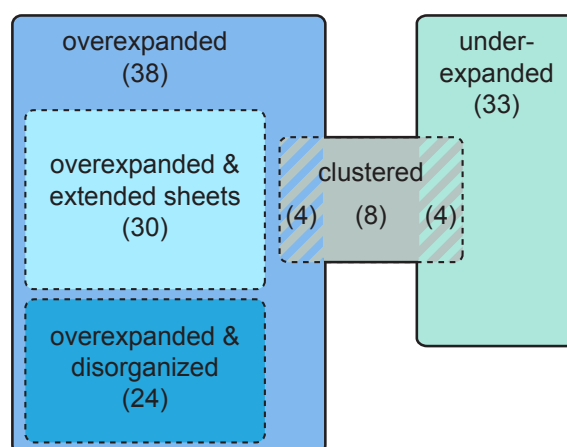 overexpanded
(38)
overexpanded &
extended sheets
(30)
overexpanded &
disorganized
(24)
clustered
(4) (8) (4)
under-
expanded
(33)